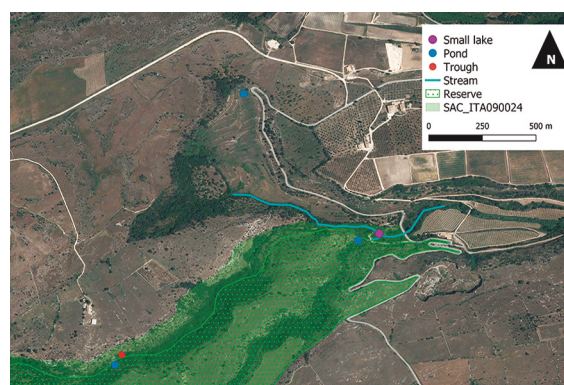 Small lake
Pond
Trough
Stream
Reserve
SAC_ITA090024
N
0 250 500 m